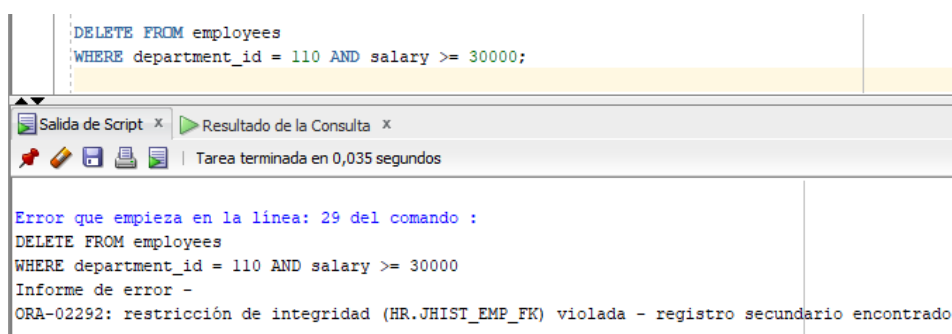 DELETE FROM employees
WHERE department_id = 110 AND salary >= 30000;
Salida de Script x Resultado de la Consulta x
Tarea terminada en 0,035 segundos
Error que empieza en la línea: 29 del comando :
DELETE FROM employees
WHERE department_id = 110 AND salary >= 30000
Informe de error -
ORA-02292: restricción de integridad (HR.JHIST_EMP_FK) violada - registro secundario encontrado